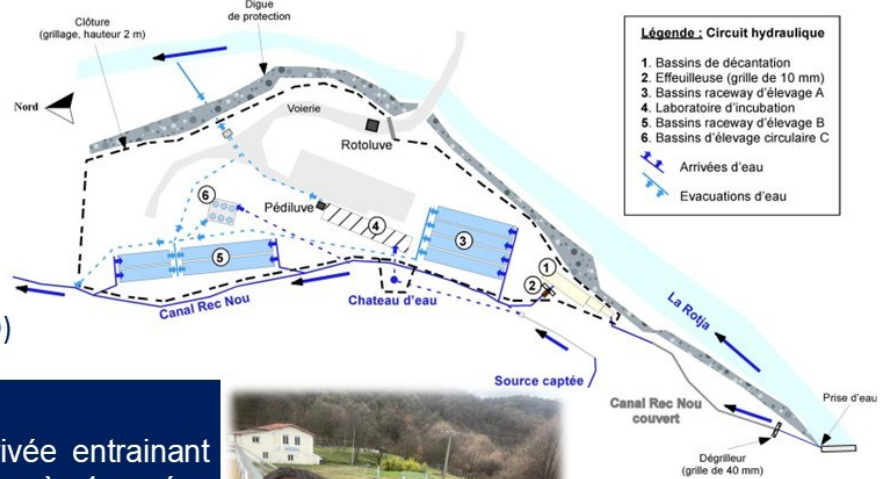 Clôture
(grillage, hauteur 2 m)
Digue
de protection
Nord
Voierie
Rotoluve
Pédiluve
6
4
3
5
1
2
Canal Rec Nou
Chateau d'eau
Source captée
La Rotja
Canal Rec Nou
couvert
Prise d'eau
Dégrilleur
(grille de 40 mm)
Légende : Circuit hydraulique
1. Bassins de décantation
2. Effeuilleuse (grille de 10 mm)
3. Bassins raceway d'élevage A
4. Laboratoire d'incubation
5. Bassins raceway d'élevage B
6. Bassins d'élevage circulaire C
Arrivées d'eau
Evacuations d'eau
)
rivée entrainant